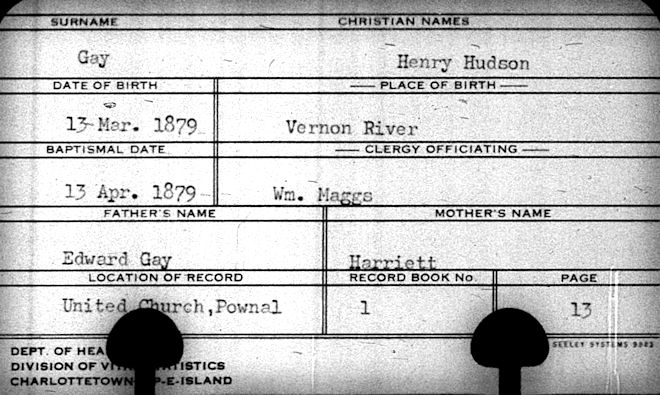 SURNAME CHRISTIAN NAMES
Gay Henry Hudson
DATE OF BIRTH PLACE OF BIRTH
13 Mar. 1879 Vernon River
BAPTISMAL DATE CLERGY OFFICIATING
13 Apr. 1879 Wm. Maggs
FATHER'S NAME MOTHER'S NAME
Edward Gay Harriett
LOCATION OF RECORD RECORD BOOK No. PAGE
United Church, Pownal 1 13
SEELEY SYSTEMS
DEPT. OF HEA
DIVISION OF VIT ATISTICS
CHARLOTTETOWN P-E-ISLAND